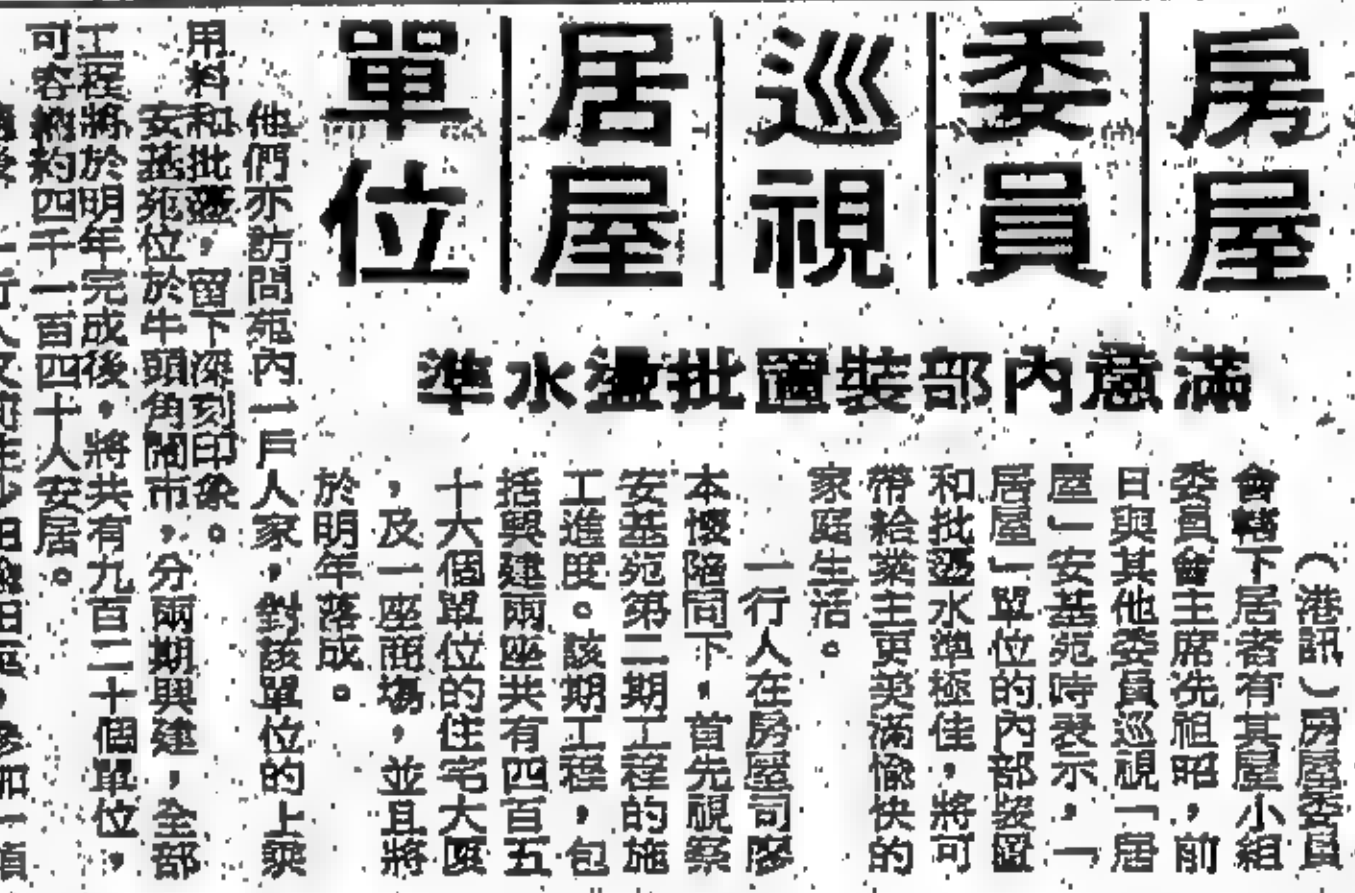 房屋
委員
巡視
居屋
單位
滿意內部裝置批盪水準
（港訊）房屋委員
會轄下居者有其屋小組
委員會主席冼祖昭，前
日與其他委員巡視「居
屋」安基苑時表示，「
居屋」單位的內部裝置
和批盪水準極佳，將可
帶給業主更美滿愉快的
家庭生活。
一行人在房屋司廖
本懷陪同下，首先視察
安基苑第二期工程的施
工進度。該期工程，包
括興建兩座共有四百五
十六個單位的住宅大廈
，及一座商場，並且將
於明年落成。
他們亦訪問苑內一戶人家，對該單位的上乘
用料和批盪，留下深刻印象。
安基苑位於牛頭角鬧市，分兩期興建，全部
工程將於明年完成後，將共有九百二十個單位，
可容納約四千一百四十人安居。